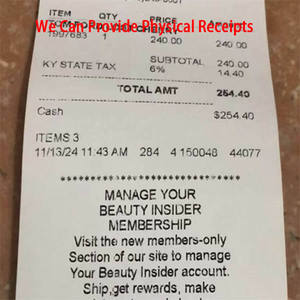 We Can Provide Physical Receipts
ITEM QTY PRICE Amount
1997683 1 240.00 240.00
SUBTOTAL 240.00
KY STATE TAX 6% 14.40
TOTAL AMT 254.40
Cash $254.40
ITEMS 3
11/13/24 11:43 AM 284 4 150048 44077
****************************
MANAGE YOUR
BEAUTY INSIDER
MEMBERSHIP
Visit the new members-only
Section of our site to manage
Your Beauty Insider account.
Ship,get rewards, make